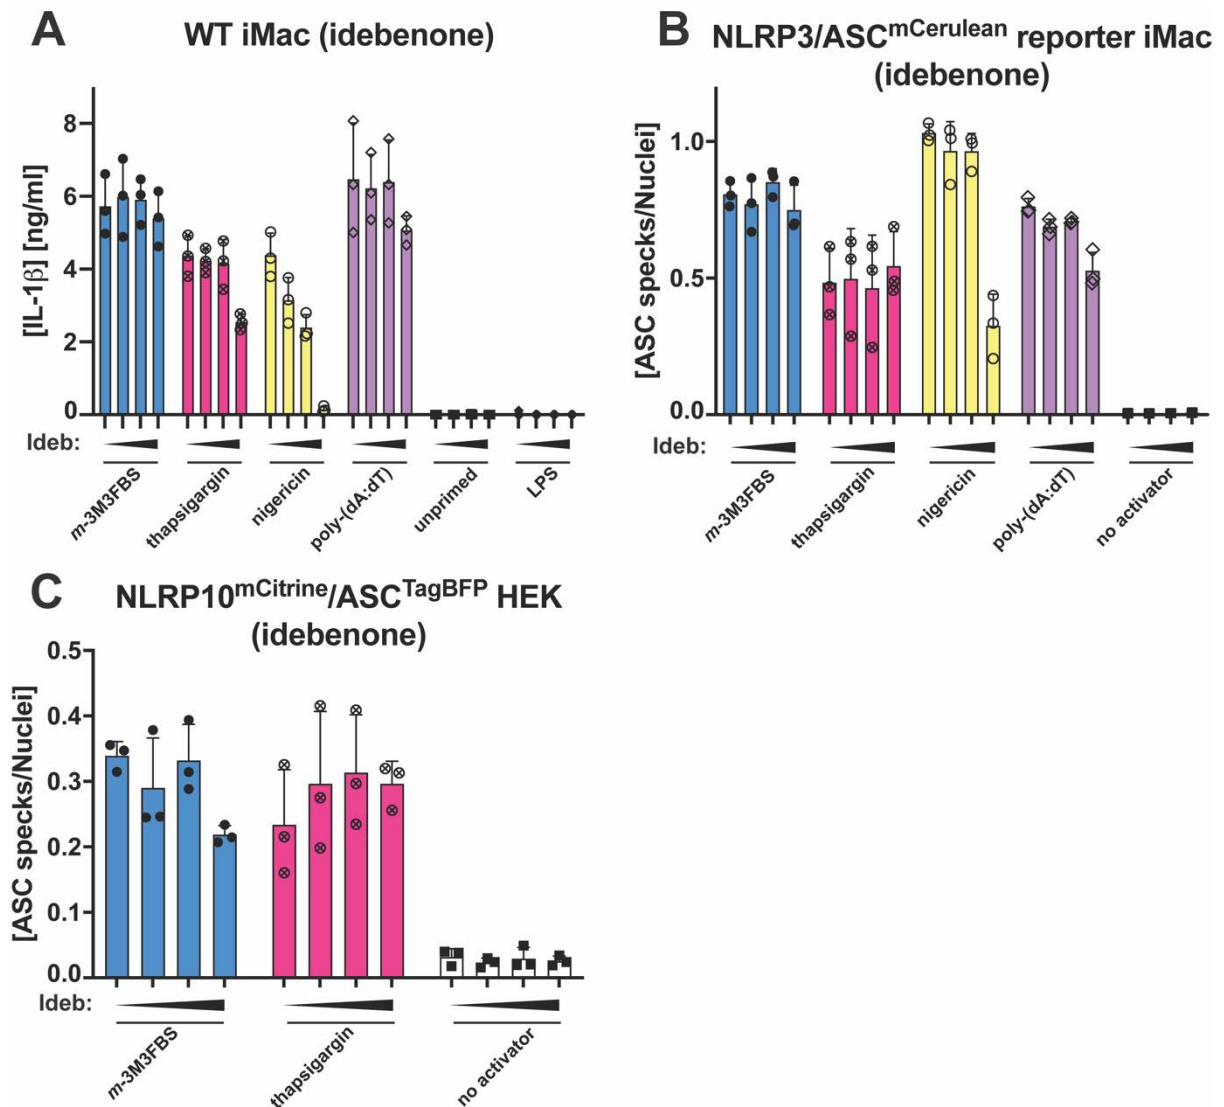 A
WT iMac (idebenone)
[IL-1β] [ng/ml]
8
6
4
2
0
Ideb:
m-3M3FBS
thapsigargin
nigericin
poly-(dA:dT)
unprimed
LPS
B
NLRP3/ASCmCerulean reporter iMac
(idebenone)
[ASC specks/Nuclei]
1.0
0.5
0.0
Ideb:
m-3M3FBS
thapsigargin
nigericin
poly-(dA:dT)
no activator
C
NLRP10mCitrine/ASCTagBFP HEK
(idebenone)
[ASC specks/Nuclei]
0.5
0.4
0.3
0.2
0.1
0.0
Ideb:
m-3M3FBS
thapsigargin
no activator